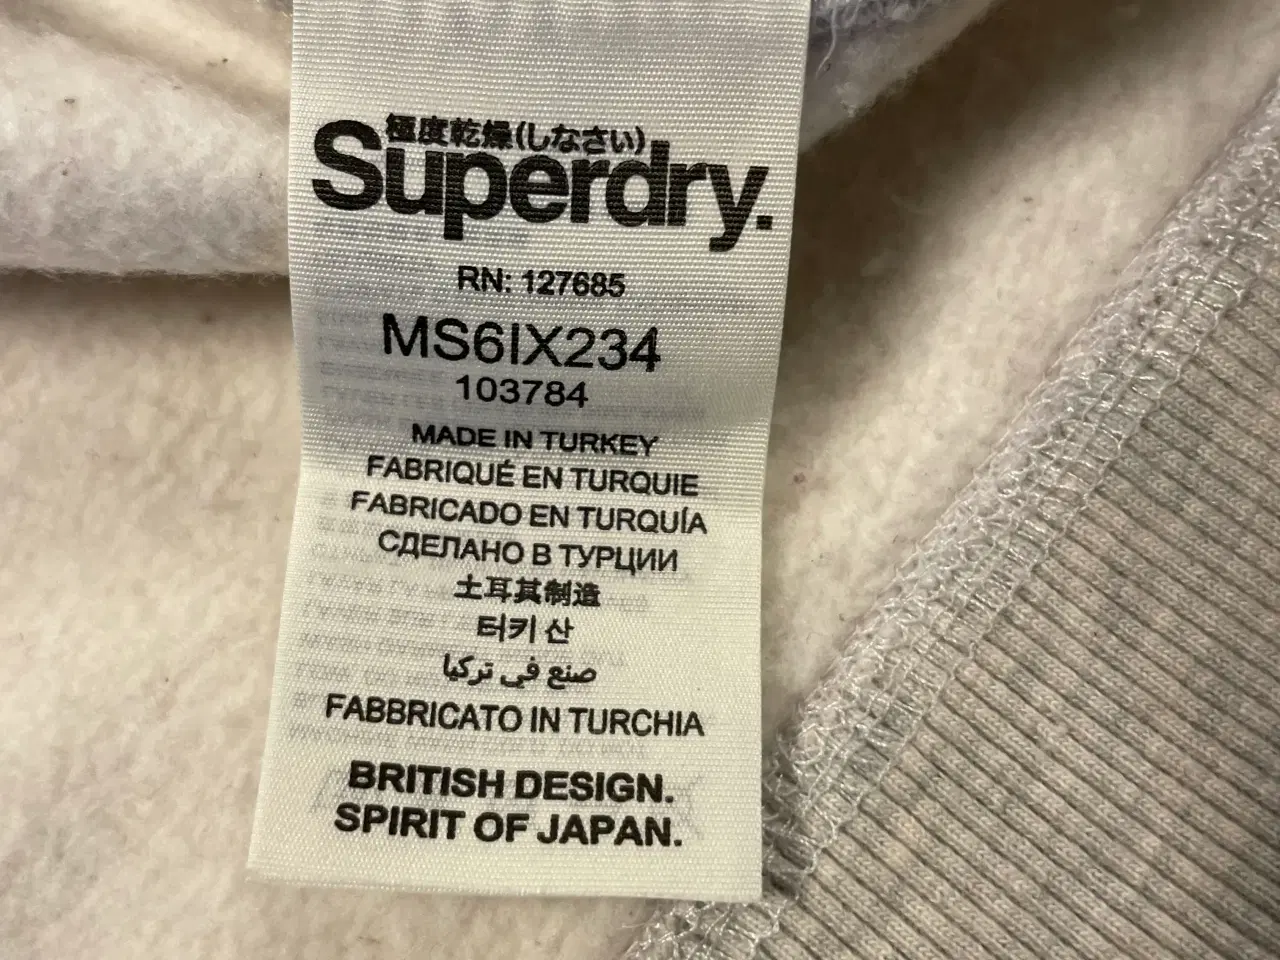 極度乾燥(しなさい)
Superdry.
RN: 127685
MS6IX234
103784
MADE IN TURKEY
FABRIQUÉ EN TURQUIE
FABRICADO EN TURQUÍA
СДЕЛАНО В ТУРЦИИ
土耳其制造
터키 산
صنع في تركيا
FABBRICATO IN TURCHIA
BRITISH DESIGN.
SPIRIT OF JAPAN.